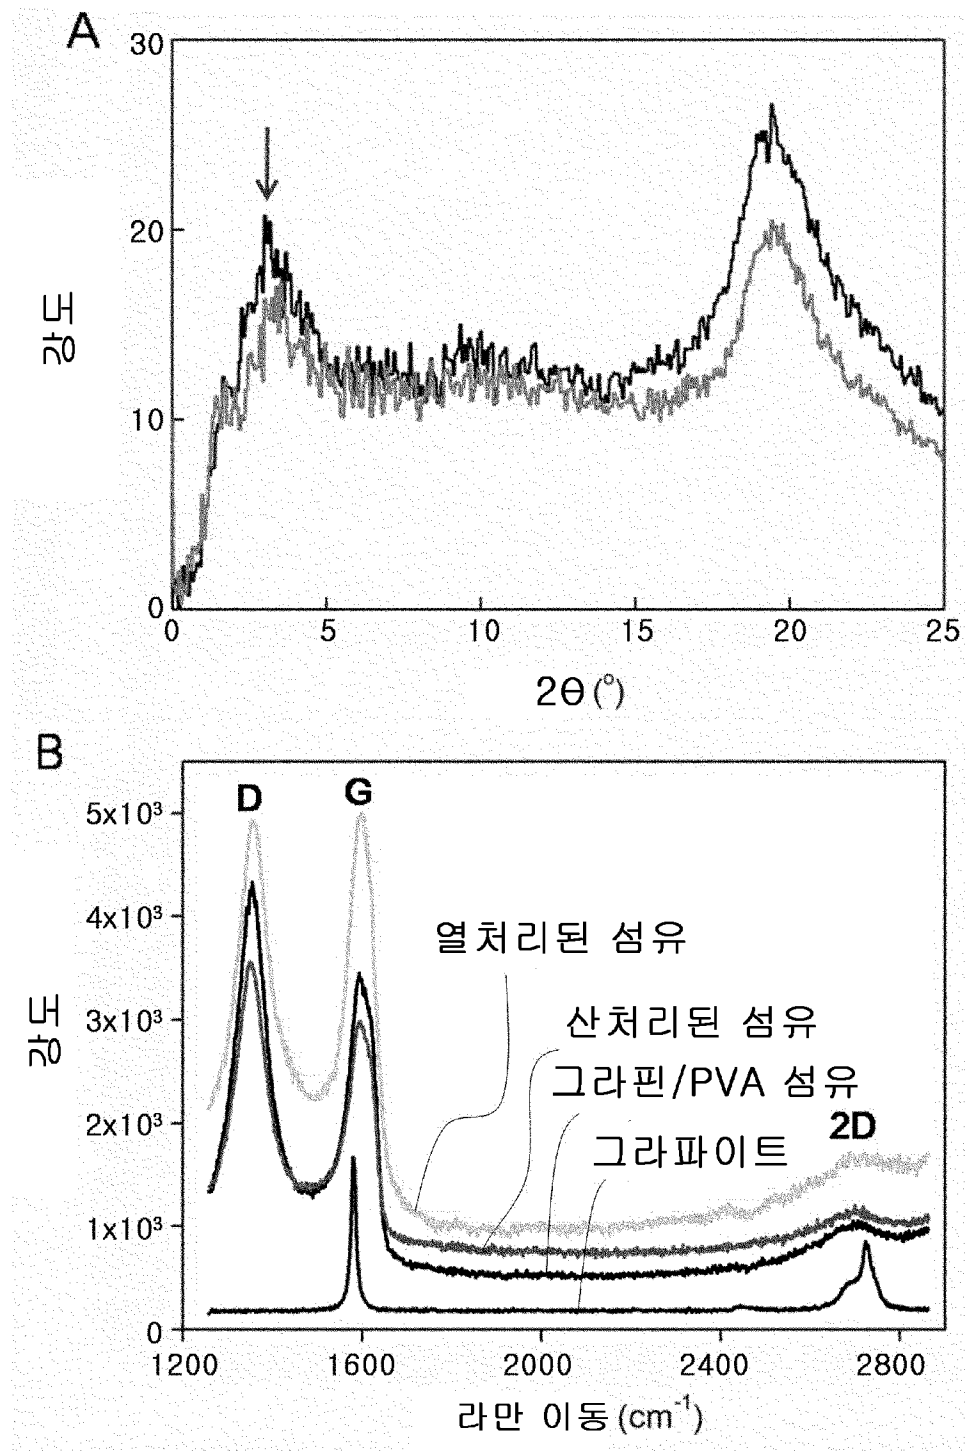 A
30
20
10
0
강도
0 5 10 15 20 25
2θ (°)
B
D G
5x10³
4x10³
3x10³
2x10³
1x10³
0
강도
열처리된 섬유
산처리된 섬유
그라핀/PVA 섬유
2D
그라파이트
1200 1600 2000 2400 2800
라만 이동 (cm⁻¹)